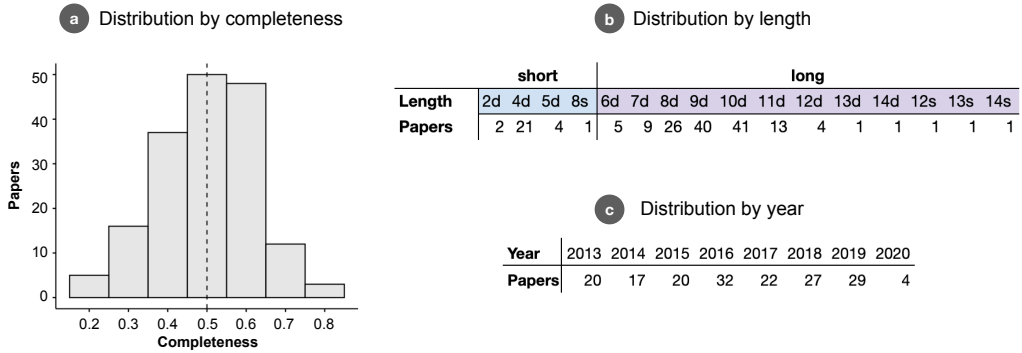 a Distribution by completeness
50
40
30
20
10
0
Papers
0.2 0.3 0.4 0.5 0.6 0.7 0.8
Completeness
b Distribution by length
short long
Length 2d 4d 5d 8s 6d 7d 8d 9d 10d 11d 12d 13d 14d 12s 13s 14s
Papers 2 21 4 1 5 9 26 40 41 13 4 1 1 1 1 1
c Distribution by year
Year 2013 2014 2015 2016 2017 2018 2019 2020
Papers 20 17 20 32 22 27 29 4